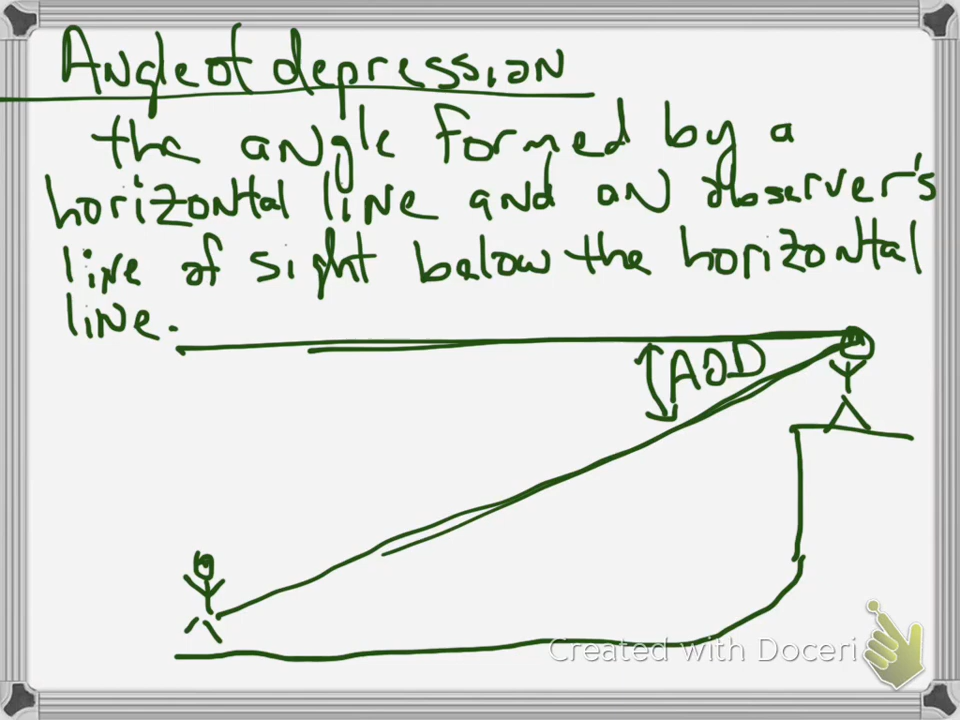 Angle of depression
the angle formed by a
horizontal line and an observer's
line of sight below the horizontal
line.
AOD
Created with Doceri